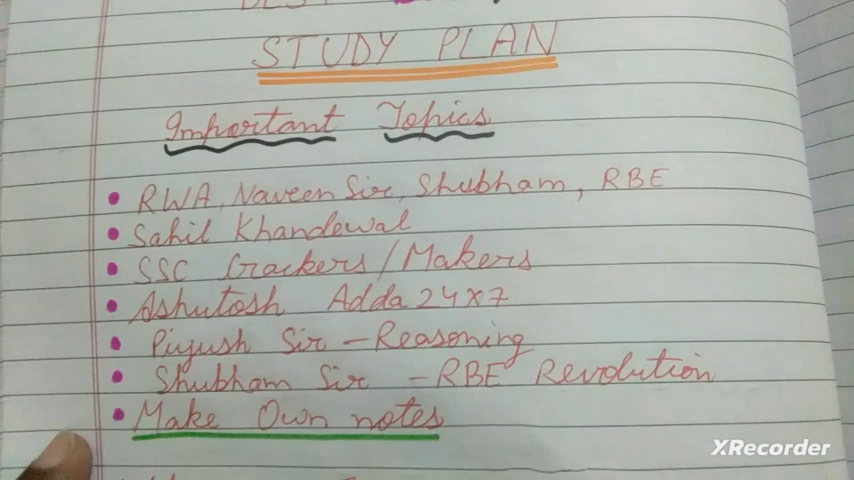 STUDY PLAN
Important Topics
• RWA, Naveen Sir, Shubham, RBE
• Sahil Khandewal
• SSC Crackers/Makers
• Ashutosh Adda 24x7
• Piyush Sir - Reasoning
• Shubham Sir - RBE Revolution
• Make Own notes
XRecorder